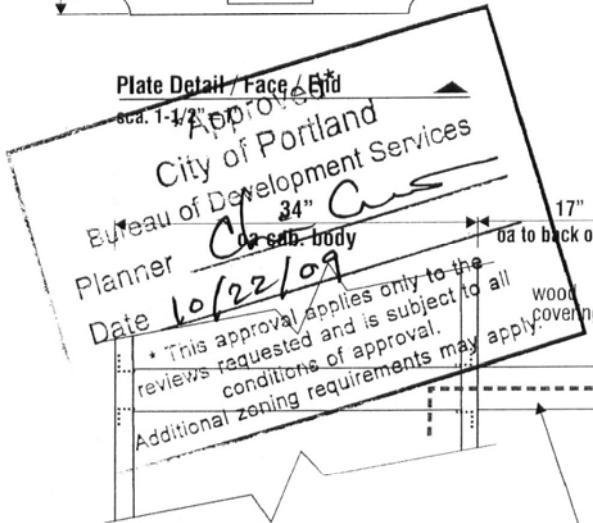 Plate Detail / Face / End
sca. 1-1/2" =
Approved*
City of Portland
Bureau of Development Services
Planner
Date 10/22/09
* This approval applies only to the
reviews requested and is subject to all
conditions of approval.
Additional zoning requirements may apply.
34"
oa cab. body
17"
oa to back o
wood
covering